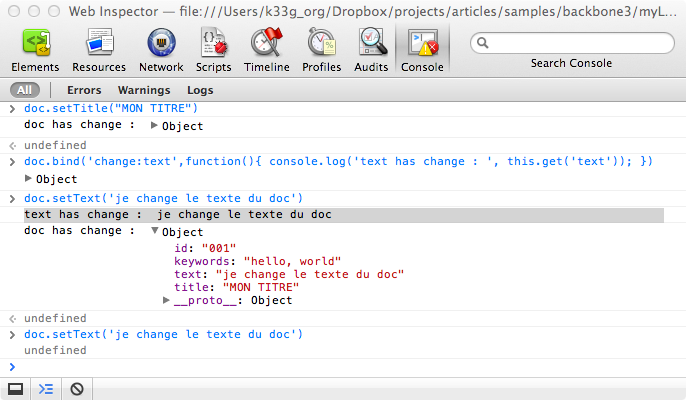 Web Inspector — file:///Users/k33g_org/Dropbox/projects/articles/samples/backbone3/myL...
Elements Resources Network Scripts Timeline Profiles Audits Console Search Console
All Errors Warnings Logs
doc.setTitle("MON TITRE")
doc has change : Object
undefined
doc.bind('change:text',function(){ console.log('text has change : ', this.get('text')); })
Object
doc.setText('je change le texte du doc')
text has change : je change le texte du doc
doc has change : Object
id: "001"
keywords: "hello, world"
text: "je change le texte du doc"
title: "MON TITRE"
__proto__: Object
undefined
doc.setText('je change le texte du doc')
undefined